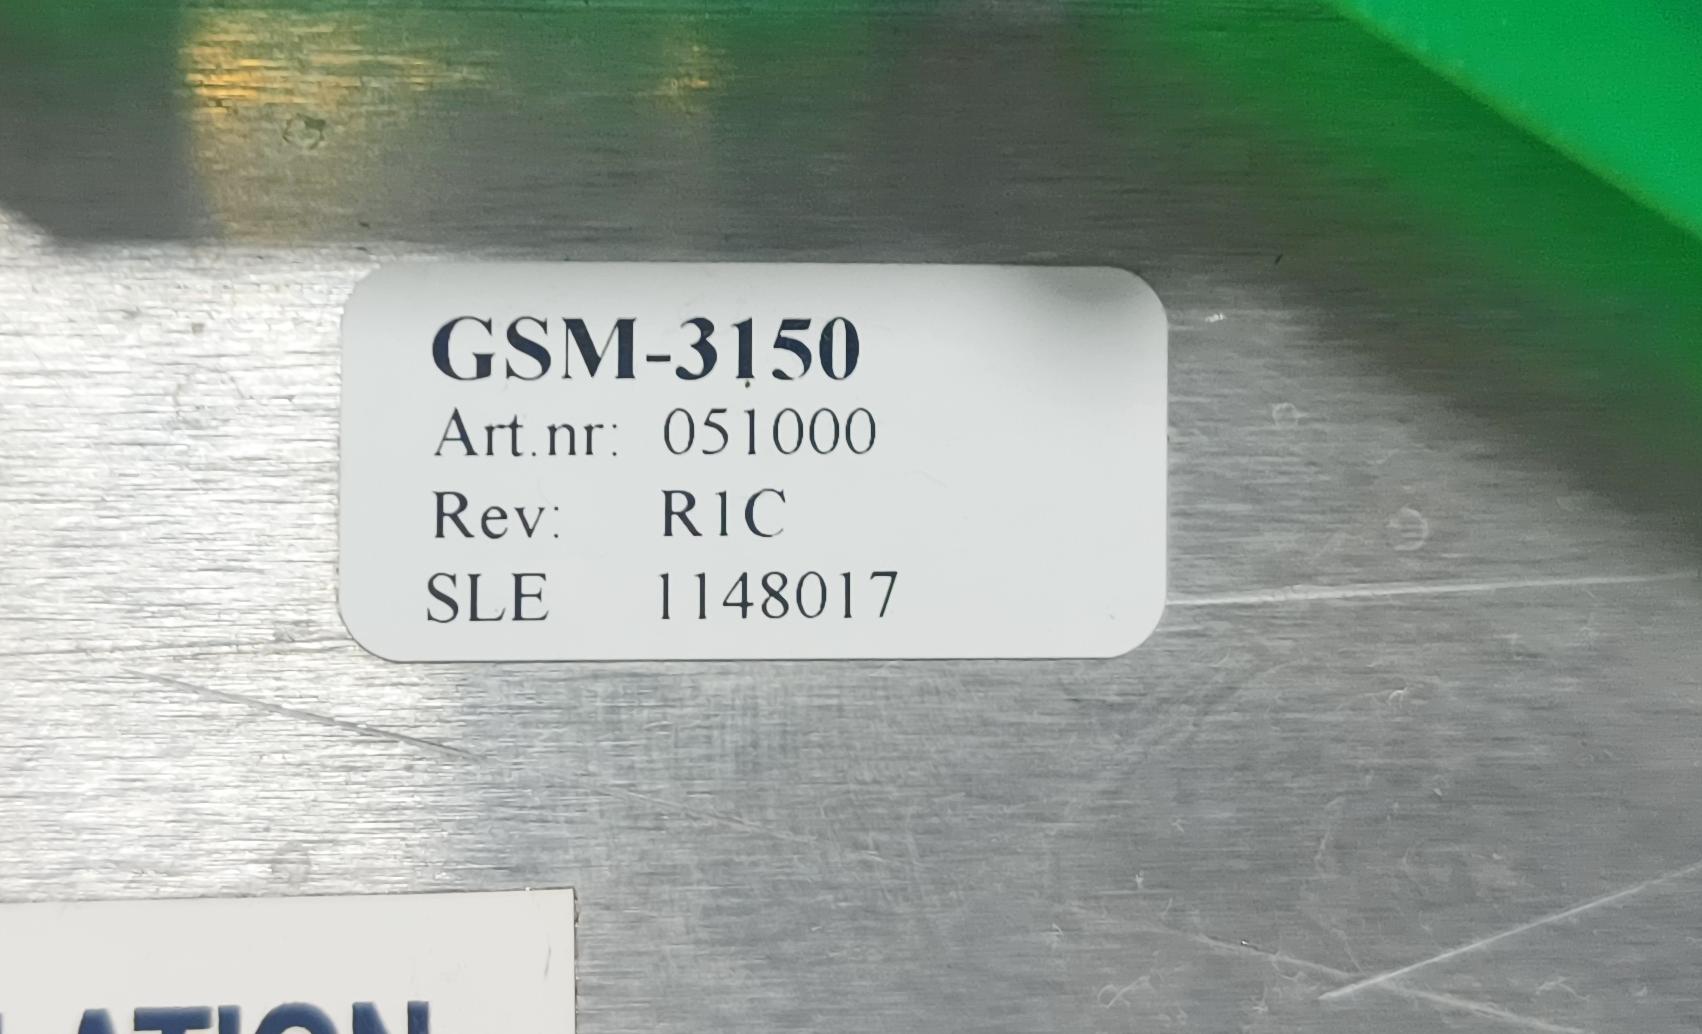 GSM-3150
Art.nr: 051000
Rev: R1C
SLE 1148017